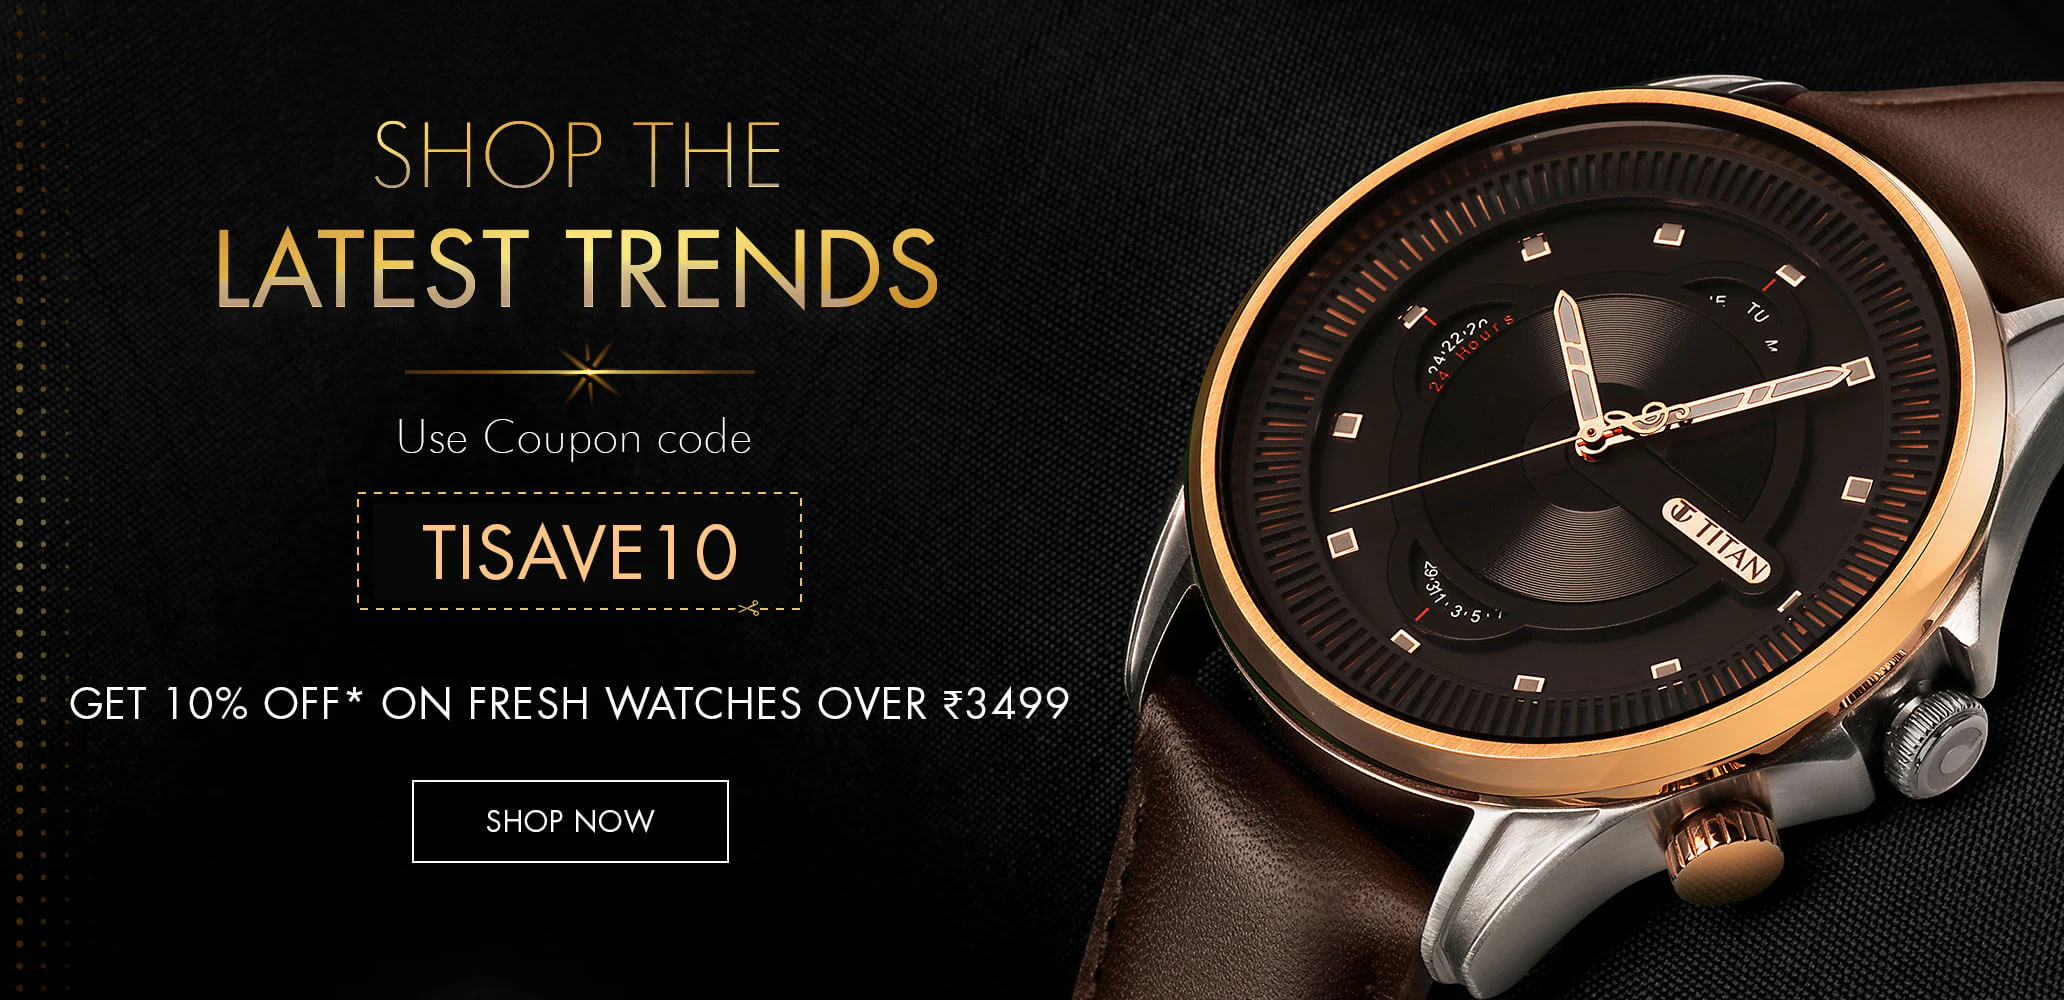 SHOP THE
LATEST TRENDS
Use Coupon code
TISAVE10
GET 10% OFF* ON FRESH WATCHES OVER ₹3499
SHOP NOW
24 Hours
TU
TITAN